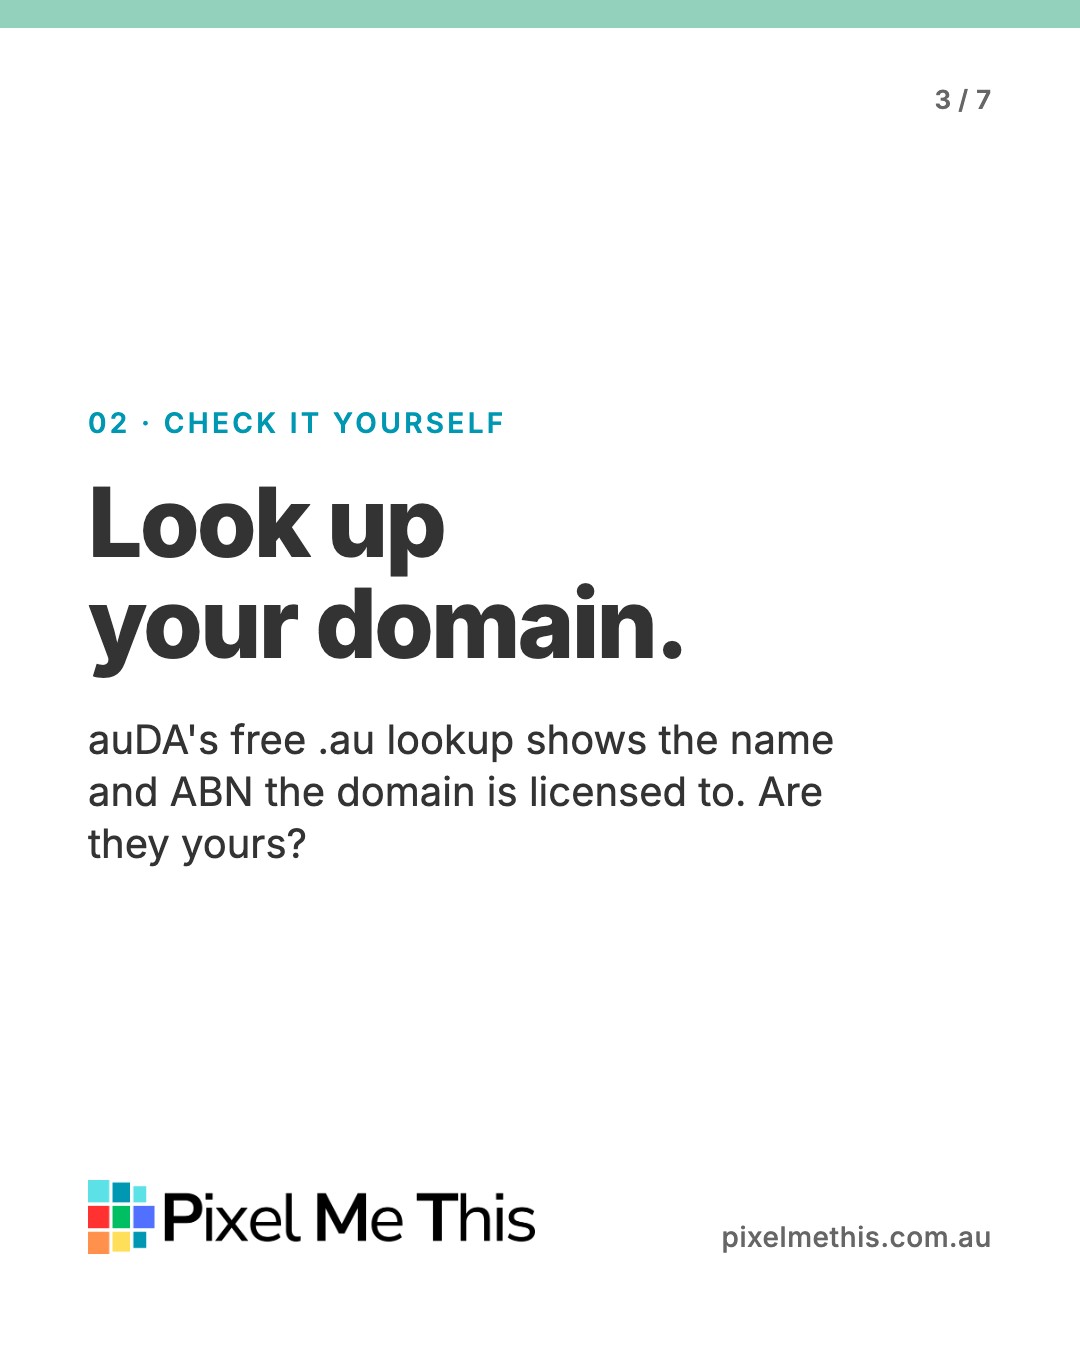 3 / 7
02 · CHECK IT YOURSELF
Look up
your domain.
auDA's free .au lookup shows the name
and ABN the domain is licensed to. Are
they yours?
Pixel Me This
pixelmethis.com.au